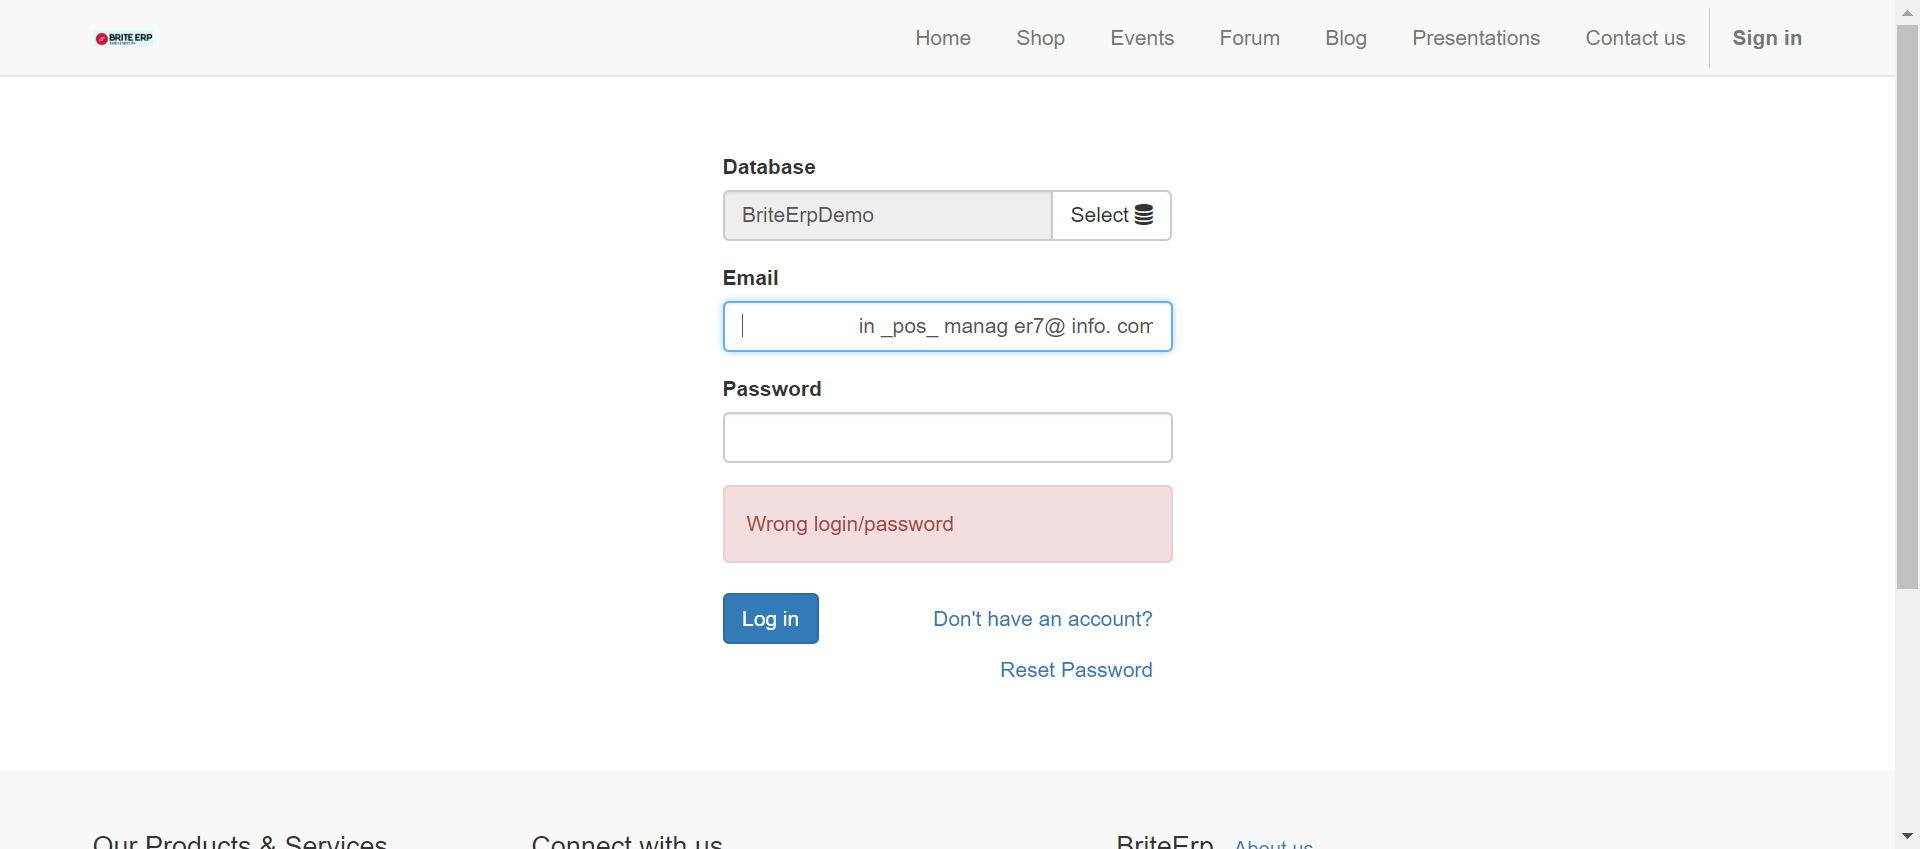 BRITE ERP
Home Shop Events Forum Blog Presentations Contact us Sign in
Database
BriteErpDemo Select
Email
in _pos_ manag er7@ info. com
Password
Wrong login/password
Log in Don't have an account?
Reset Password
Our Products & Services Connect with us BriteErp About us